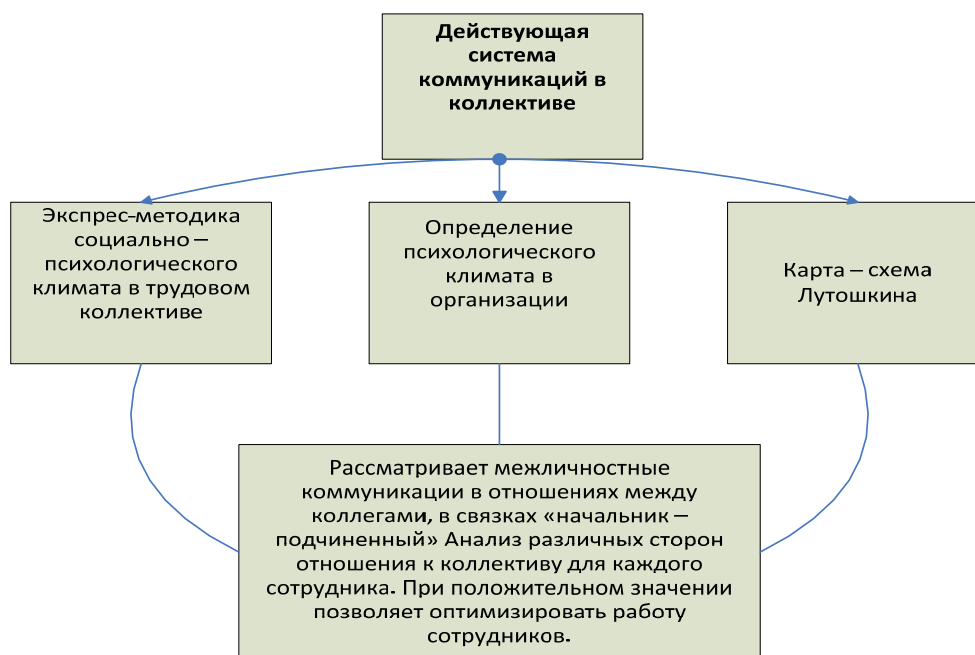 Действующая
система
коммуникаций в
коллективе
Экспрес-методика
социально –
психологического
климата в трудовом
коллективе
Определение
психологического
климата в
организации
Карта – схема
Лутошкина
Рассматривает межличностные
коммуникации в отношениях между
коллегами, в связках «начальник –
подчиненный» Анализ различных сторон
отношения к коллективу для каждого
сотрудника. При положительном значении
позволяет оптимизировать работу
сотрудников.